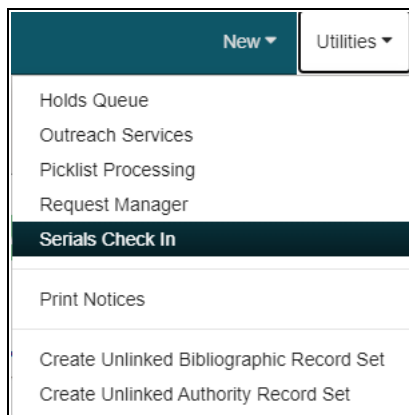 New Utilities
Holds Queue
Outreach Services
Picklist Processing
Request Manager
Serials Check In
Print Notices
Create Unlinked Bibliographic Record Set
Create Unlinked Authority Record Set